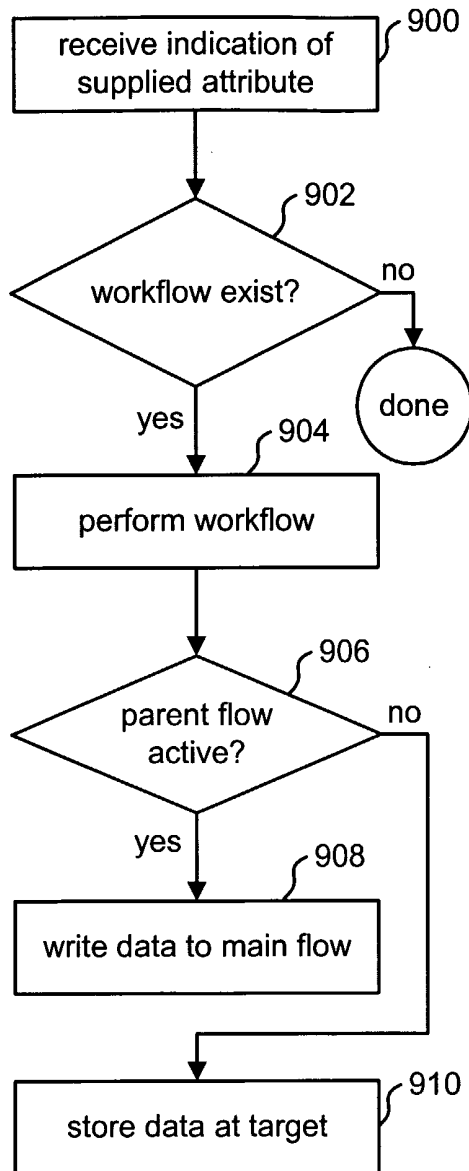 900
receive indication of
supplied attribute
902
workflow exist?
no
done
yes
904
perform workflow
906
parent flow
active?
no
yes
908
write data to main flow
910
store data at target